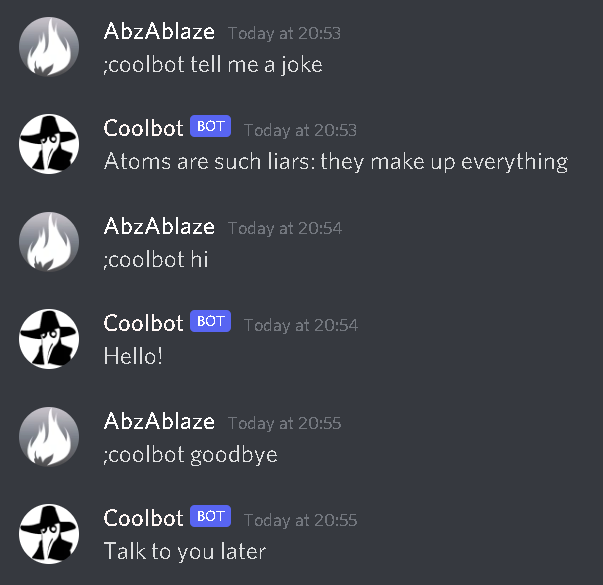 AbzAblaze Today at 20:53
;coolbot tell me a joke
Coolbot BOT Today at 20:53
Atoms are such liars: they make up everything
AbzAblaze Today at 20:54
;coolbot hi
Coolbot BOT Today at 20:54
Hello!
AbzAblaze Today at 20:55
;coolbot goodbye
Coolbot BOT Today at 20:55
Talk to you later